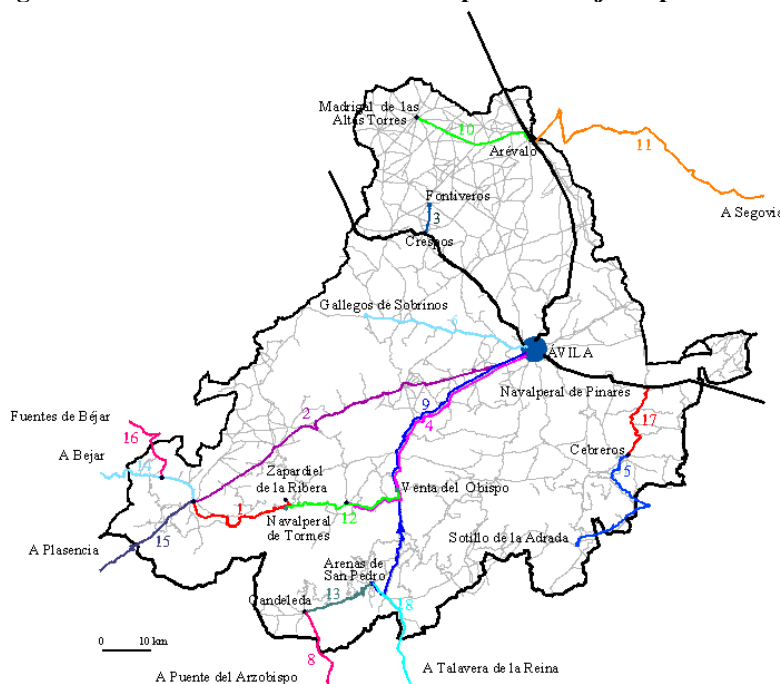 Madrigal de las
Altas Torres
10
Arévalo
11
A Segovia
Fontiveros
3
Crespos
Gallegos de Sobrinos
6
ÁVILA
Navalperal de Pinares
9
4
2
17
Fuentes de Béjar
16
Cebreros
A Bejar
14
5
Zapardiel
de la Ribera
Venta del Obispo
1
12
Navalperal
de Tormes
Sotillo de la Adrada
15
A Plasencia
Arenas de
San Pedro
13
Candeleda
18
0 10 km
8
A Talavera de la Reina
A Puente del Arzobispo